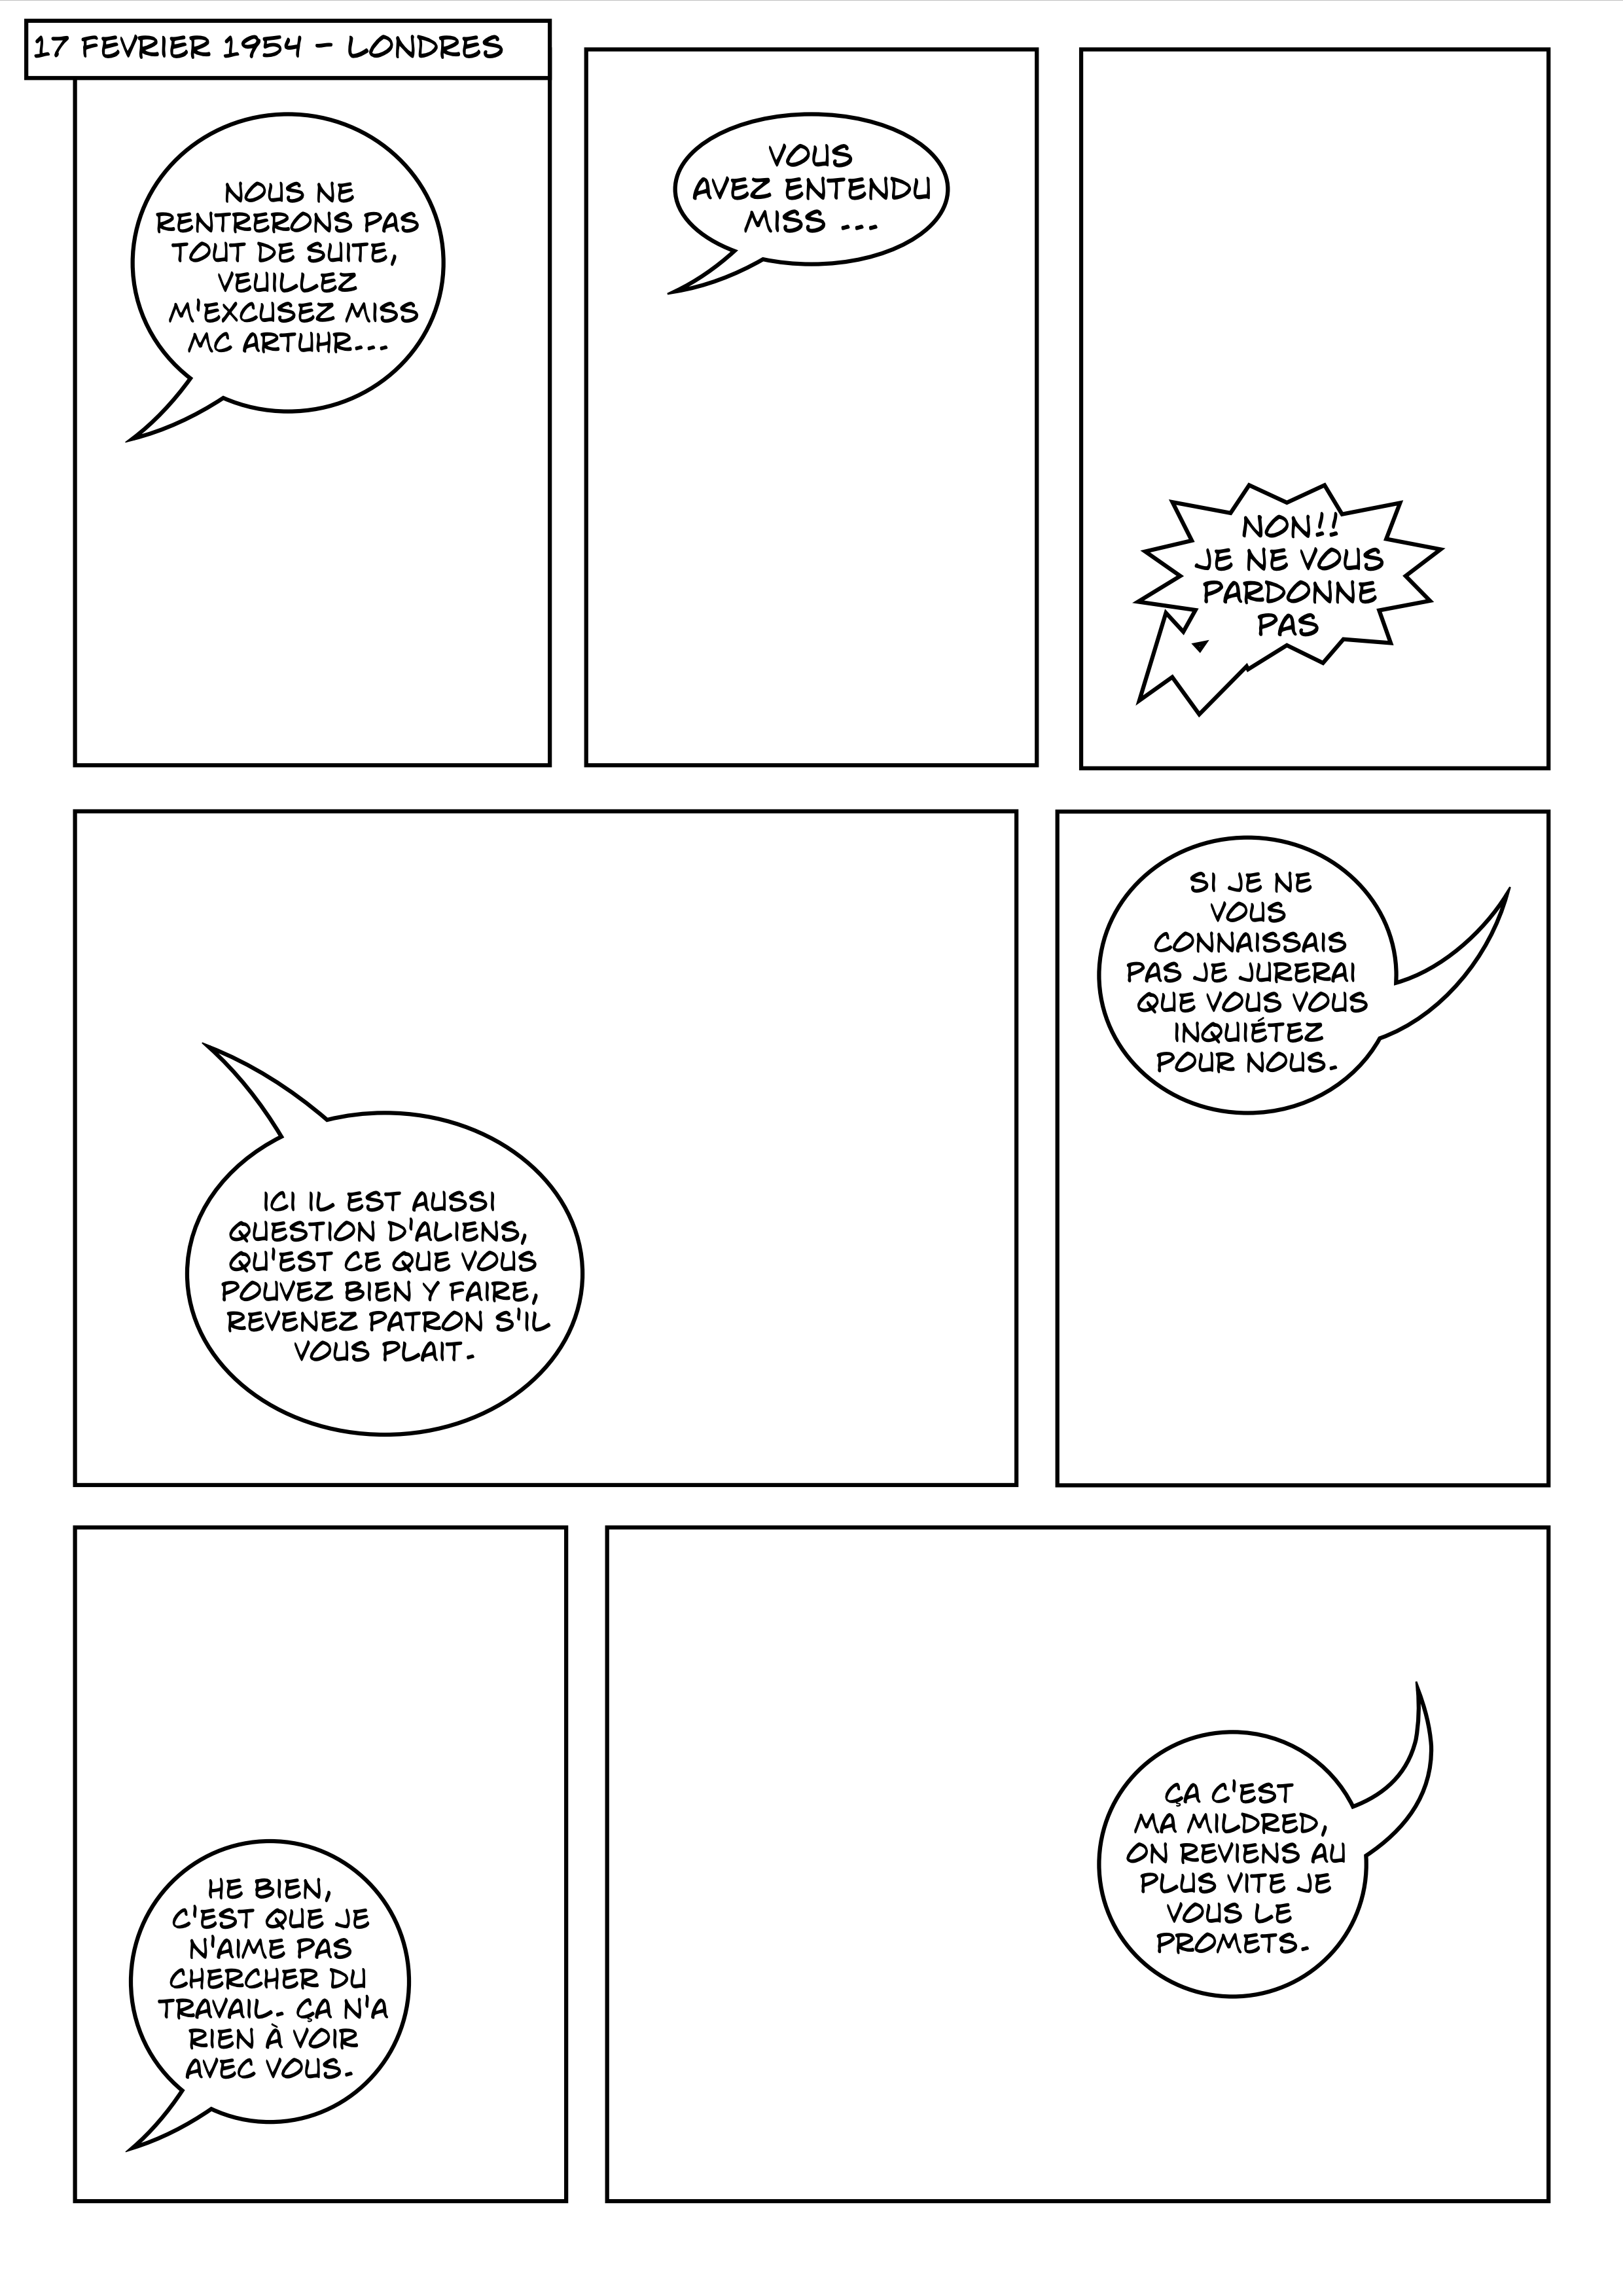 17 FEVRIER 1954 - LONDRES
NOUS NE
RENTRERONS PAS
TOUT DE SUITE,
VEUILLEZ
M'EXCUSEZ MISS
MC ARTUHR...
VOUS
AVEZ ENTENDU
MISS ...
NON!!
JE NE VOUS
PARDONNE
PAS
ICI IL EST AUSSI
QUESTION D'ALIENS,
QU'EST CE QUE VOUS
POUVEZ BIEN Y FAIRE,
REVENEZ PATRON S'IL
VOUS PLAIT.
SI JE NE
VOUS
CONNAISSAIS
PAS JE JURERAI
QUE VOUS VOUS
INQUIÉTEZ
POUR NOUS.
HE BIEN,
C'EST QUE JE
N'AIME PAS
CHERCHER DU
TRAVAIL. ÇA N'A
RIEN À VOIR
AVEC VOUS.
ÇA C'EST
MA MILDRED,
ON REVIENS AU
PLUS VITE JE
VOUS LE
PROMETS.